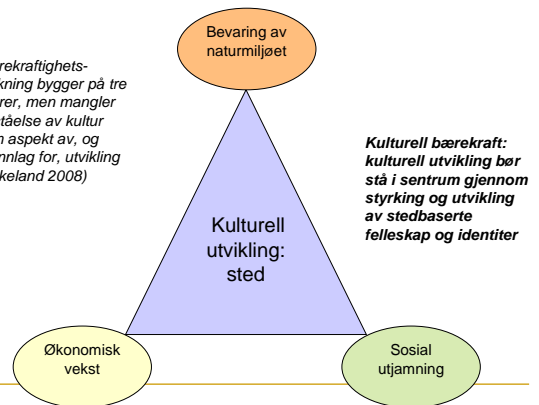 Bevaring av
naturmiljøet
rekraftighets-
kning bygger på tre
rer, men mangler
ståelse av kultur
n aspekt av, og
nnlag for, utvikling
keland 2008)
Kulturell bærekraft:
kulturell utvikling bør
stå i sentrum gjennom
styrking og utvikling
av stedbaserte
felleskap og identiteter
Kulturell
utvikling:
sted
Økonomisk
vekst
Sosial
utjamning